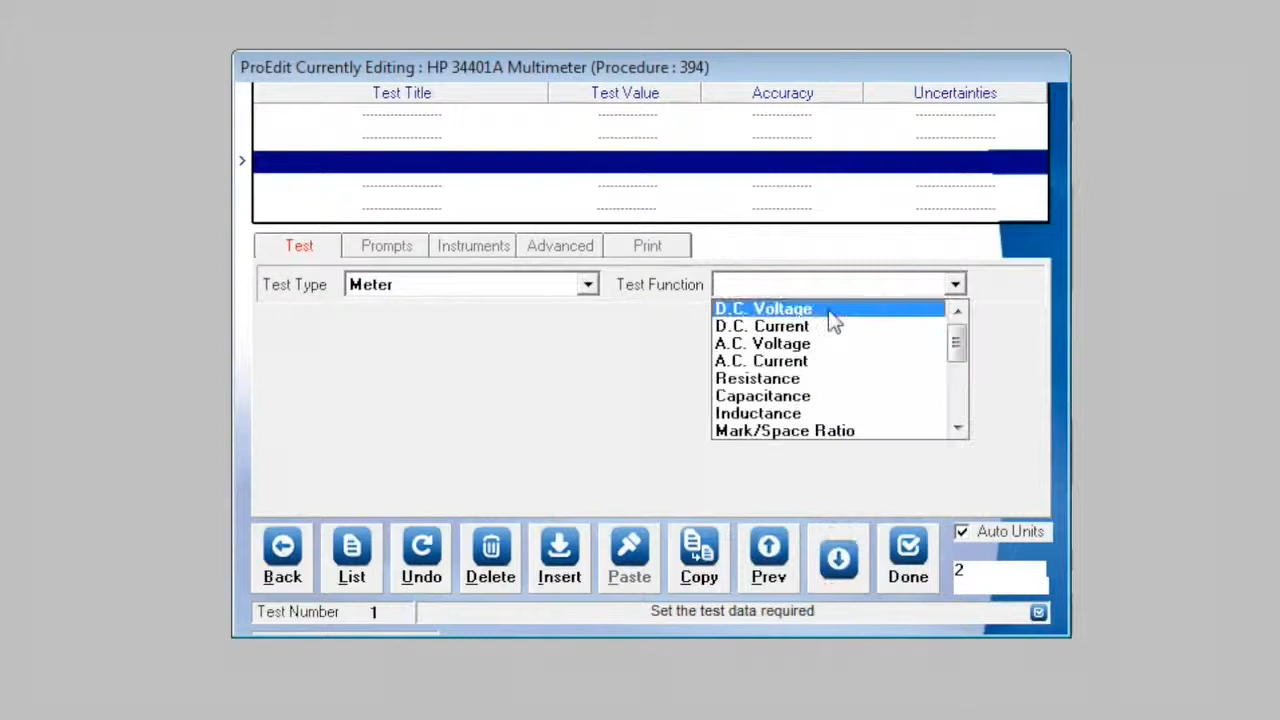 ProEdit Currently Editing : HP 34401A Multimeter (Procedure : 394)
Test Title Test Value Accuracy Uncertainties
Test Prompts Instruments Advanced Print
Test Type Meter Test Function
D.C. Voltage
D.C. Current
A.C. Voltage
A.C. Current
Resistance
Capacitance
Inductance
Mark/Space Ratio
Auto Units
Back List Undo Delete Insert Paste Copy Prev Done 2
Test Number 1 Set the test data required